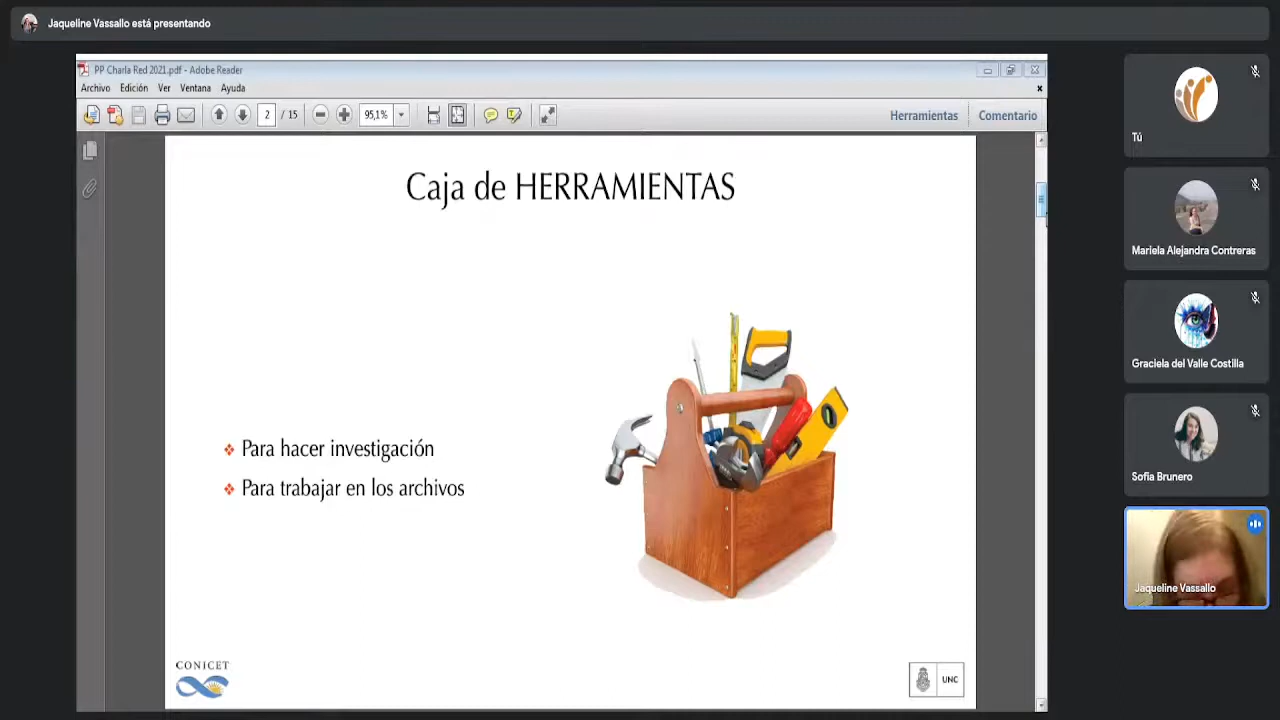 Jaqueline Vassallo está presentando
PP Charla Red 2021.pdf - Adobe Reader
Archivo Edición Ver Ventana Ayuda
2 / 15 95,1% Herramientas Comentario
Caja de HERRAMIENTAS
Para hacer investigación
Para trabajar en los archivos
CONICET
UNC
Tú
Mariela Alejandra Contreras
Graciela del Valle Costilla
Sofia Brunero
Jaqueline Vassallo